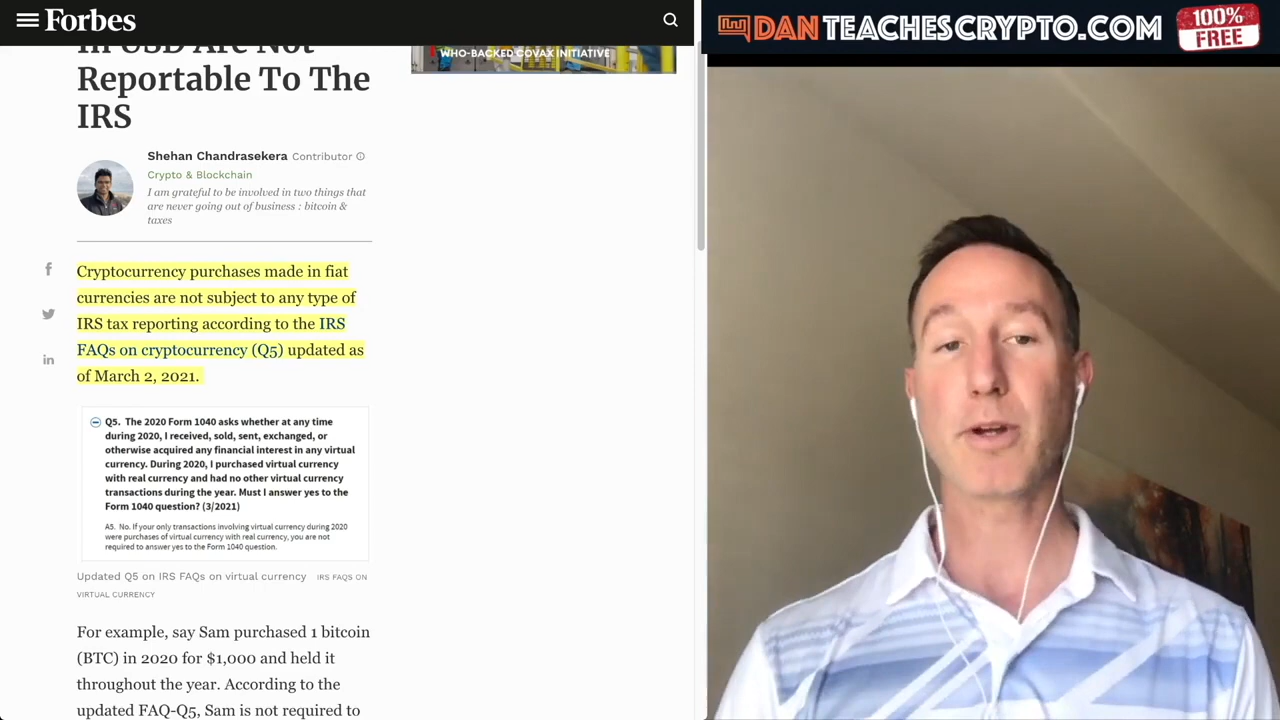 Forbes
In USD Are Not
Reportable To The
IRS
WHO-BACKED COVAX INITIATIVE
Shehan Chandrasekera Contributor
Crypto & Blockchain
I am grateful to be involved in two things that
are never going out of business : bitcoin &
taxes
Cryptocurrency purchases made in fiat
currencies are not subject to any type of
IRS tax reporting according to the IRS
FAQs on cryptocurrency (Q5) updated as
of March 2, 2021.
Q5. The 2020 Form 1040 asks whether at any time
during 2020, I received, sold, sent, exchanged, or
otherwise acquired any financial interest in any virtual
currency. During 2020, I purchased virtual currency
with real currency and had no other virtual currency
transactions during the year. Must I answer yes to the
Form 1040 question? (3/2021)
A5. No. If your only transactions involving virtual currency during 2020
were purchases of virtual currency with real currency, you are not
required to answer yes to the Form 1040 question.
Updated Q5 on IRS FAQs on virtual currency IRS FAQS ON
VIRTUAL CURRENCY
For example, say Sam purchased 1 bitcoin
(BTC) in 2020 for $1,000 and held it
throughout the year. According to the
updated FAQ-Q5, Sam is not required to
DANTEACHESCRYPTO.COM
100%
FREE